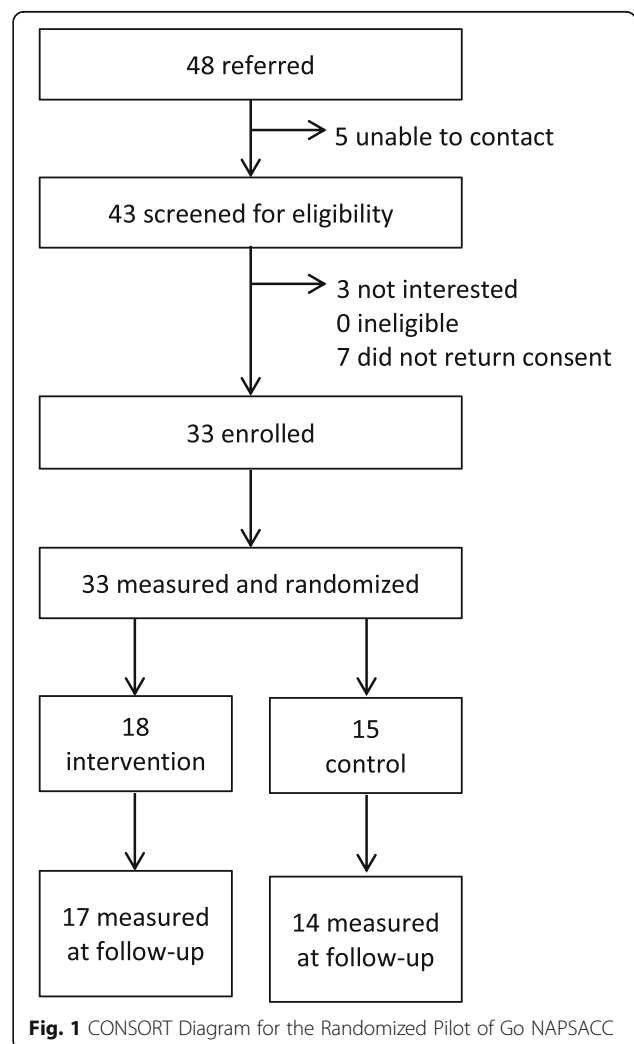 48 referred
5 unable to contact
43 screened for eligibility
3 not interested
0 ineligible
7 did not return consent
33 enrolled
33 measured and randomized
18
intervention
15
control
17 measured
at follow-up
14 measured
at follow-up
Fig. 1 CONSORT Diagram for the Randomized Pilot of Go NAPSACC